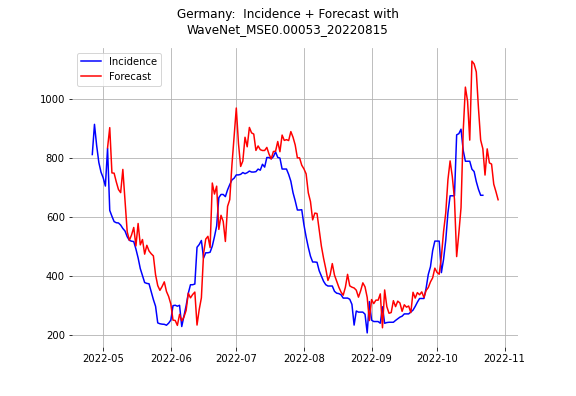 Germany:  Incidence + Forecast with
WaveNet_MSE0.00053_20220815
Incidence
Forecast
1000
800
600
400
200
2022-05 2022-06 2022-07 2022-08 2022-09 2022-10 2022-11